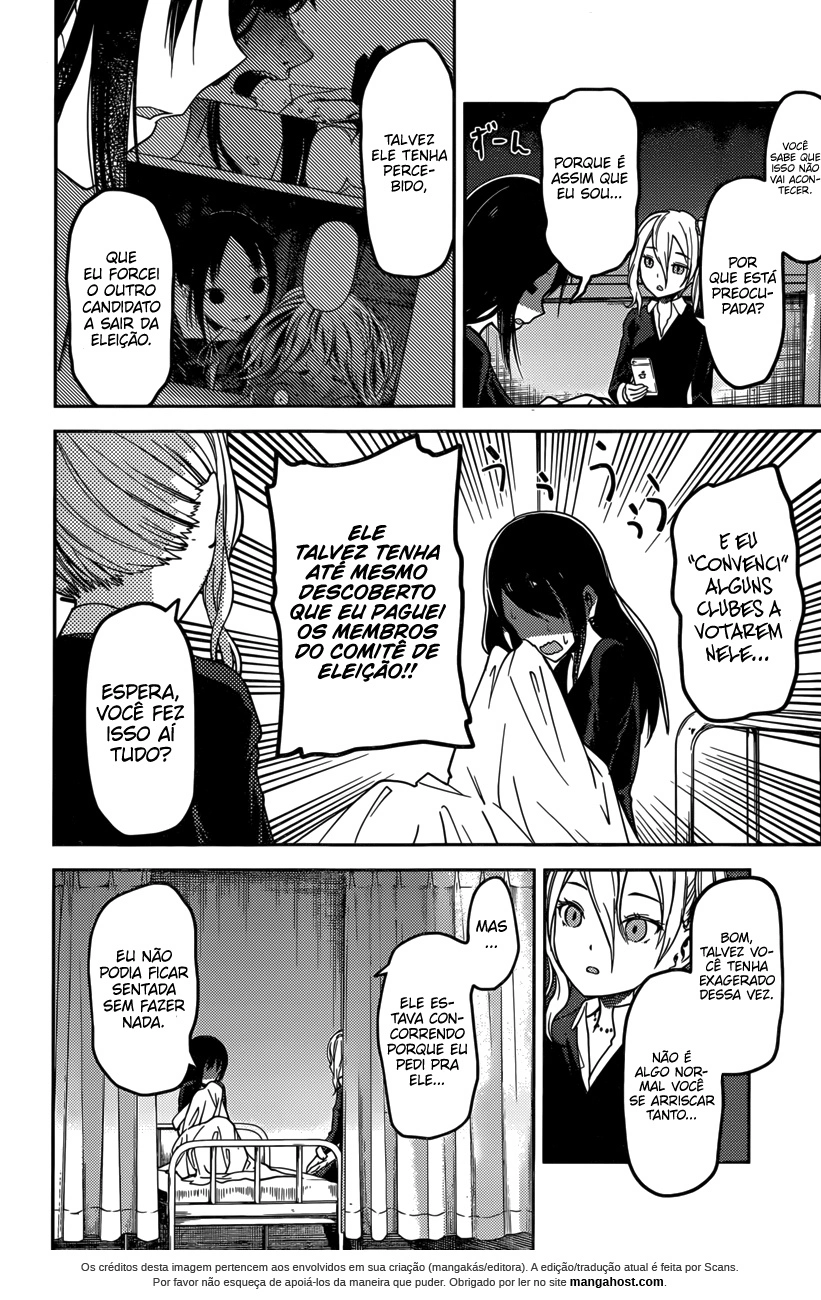 VOCÊ
SABE QUE
ISSO NÃO
VAI ACON-
TECER.
POR
QUE ESTÁ
PREOCU-
PADA?
PORQUE É
ASSIM QUE
EU SOU...
ずーん
TALVEZ
ELE TENHA
PERCE-
BIDO,
QUE
EU FORCEI
O OUTRO
CANDIDATO
A SAIR DA
ELEIÇÃO.
E EU
"CONVENCI"
ALGUNS
CLUBES A
VOTAREM
NELE...
うううう
ELE
TALVEZ TENHA
ATÉ MESMO
DESCOBERTO
QUE EU PAGUEI
OS MEMBROS
DO COMITÊ DE
ELEIÇÃO!!
ESPERA,
VOCÊ FEZ
ISSO AÍ
TUDO?
BOM,
TALVEZ VO-
CÊ TENHA
EXAGERADO
DESSA VEZ.
NÃO É
ALGO NOR-
MAL VOCÊ
SE ARRISCAR
TANTO...
MAS
...
ELE ES-
TAVA CON-
CORRENDO
PORQUE EU
PEDI PRA
ELE...
EU NÃO
PODIA FICAR
SENTADA
SEM FAZER
NADA.
Os créditos desta imagem pertencem aos envolvidos em sua criação (mangakás/editora). A edição/tradução atual é feita por Scans.
Por favor não esqueça de apoiá-los da maneira que puder. Obrigado por ler no site mangahost.com.